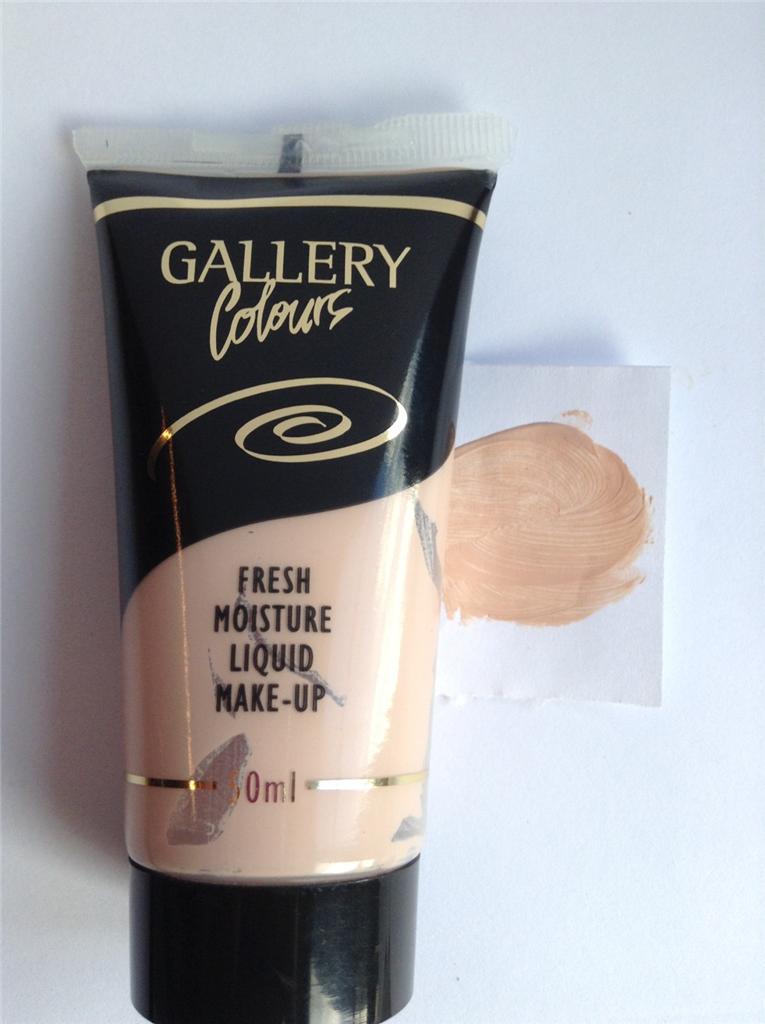 GALLERY
Colours
FRESH
MOISTURE
LIQUID
MAKE-UP
50ml